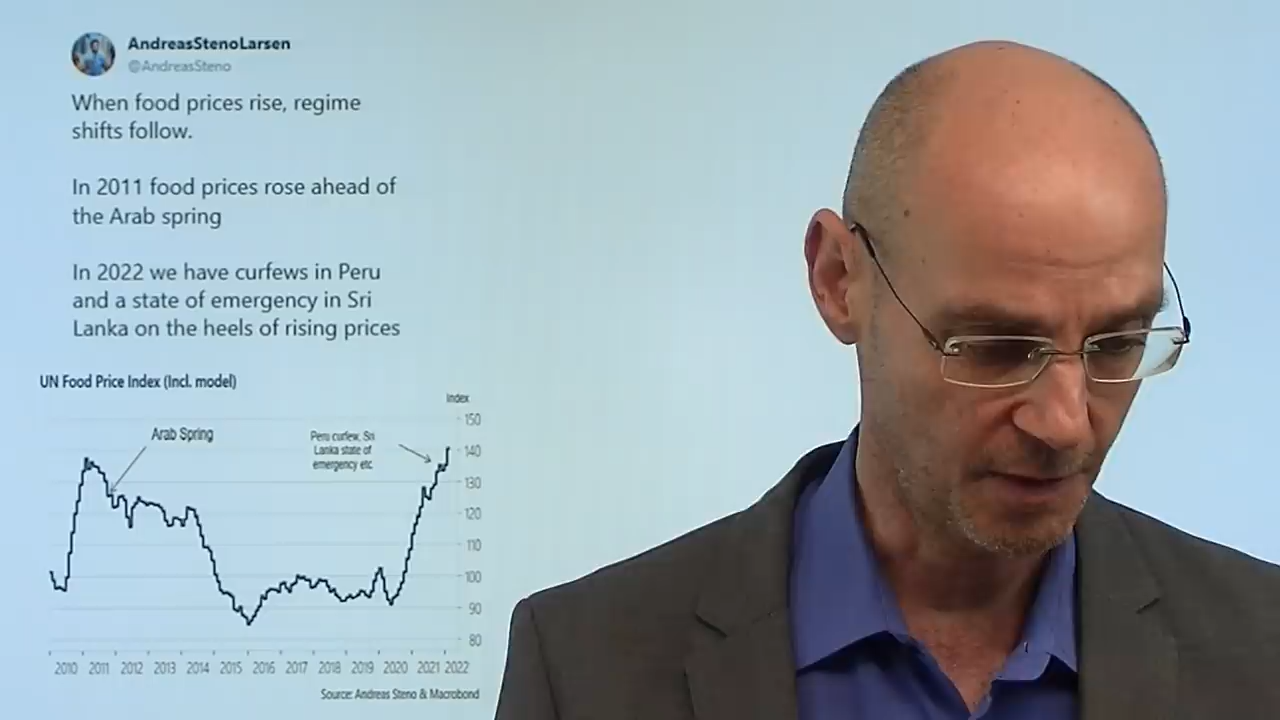 AndreasStenoLarsen
@AndreasSteno
When food prices rise, regime
shifts follow.
In 2011 food prices rose ahead of
the Arab spring
In 2022 we have curfews in Peru
and a state of emergency in Sri
Lanka on the heels of rising prices
UN Food Price Index (Incl. model)
Index
150
Arab Spring
Peru curfew, Sri
Lanka state of
emergency etc
140
130
120
110
100
90
80
2010 2011 2012 2013 2014 2015 2016 2017 2018 2019 2020 2021 2022
Source: Andreas Steno & Macrobond